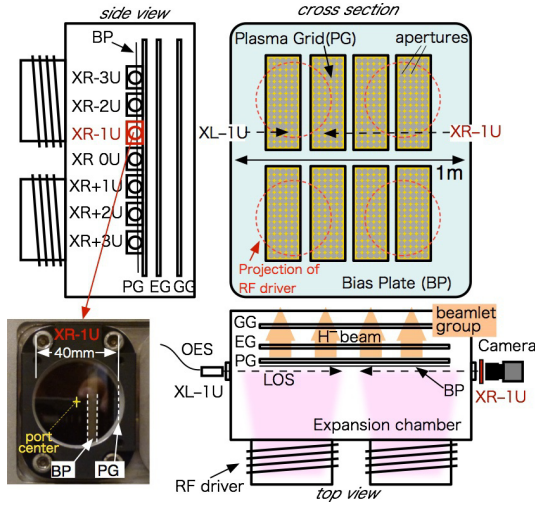 side view
BP
XR-3U
XR-2U
XR-1U
XR 0U
XR+1U
XR+2U
XR+3U
PG EG GG
cross section
Plasma Grid(PG)
apertures
XL-1U
XR-1U
1m
Projection of
RF driver
Bias Plate (BP)
XR-1U
40mm
port
center
BP
PG
GG
EG
PG
H⁻ beam
beamlet
group
OES
XL-1U
LOS
BP
Camera
XR-1U
Expansion chamber
RF driver
top view